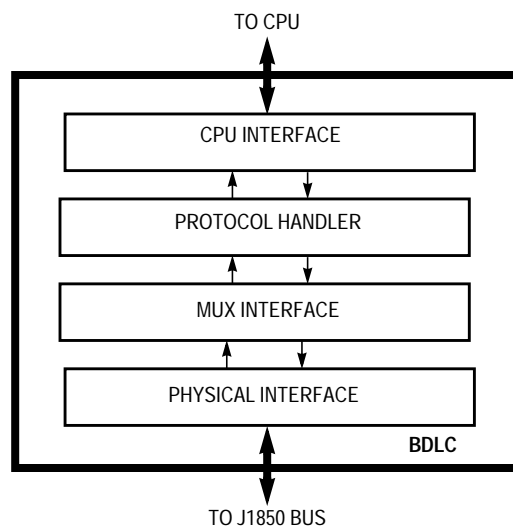 TO CPU
CPU INTERFACE
PROTOCOL HANDLER
MUX INTERFACE
PHYSICAL INTERFACE
BDLC
TO J1850 BUS